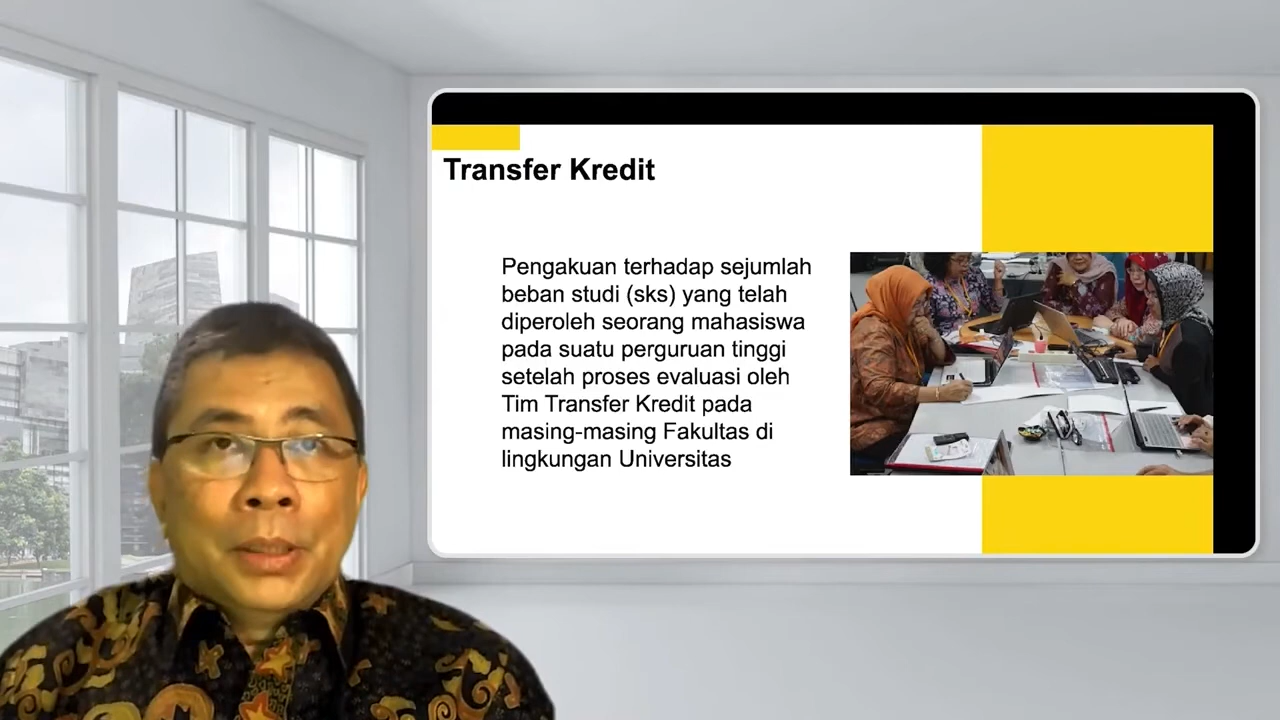 Transfer Kredit
Pengakuan terhadap sejumlah
beban studi (sks) yang telah
diperoleh seorang mahasiswa
pada suatu perguruan tinggi
setelah proses evaluasi oleh
Tim Transfer Kredit pada
masing-masing Fakultas di
lingkungan Universitas